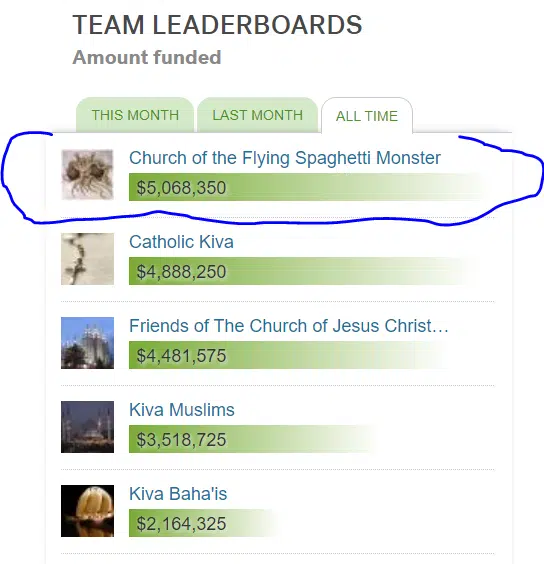 TEAM LEADERBOARDS
Amount funded
THIS MONTH LAST MONTH ALL TIME
Church of the Flying Spaghetti Monster
$5,068,350
Catholic Kiva
$4,888,250
Friends of The Church of Jesus Christ…
$4,481,575
Kiva Muslims
$3,518,725
Kiva Baha'is
$2,164,325